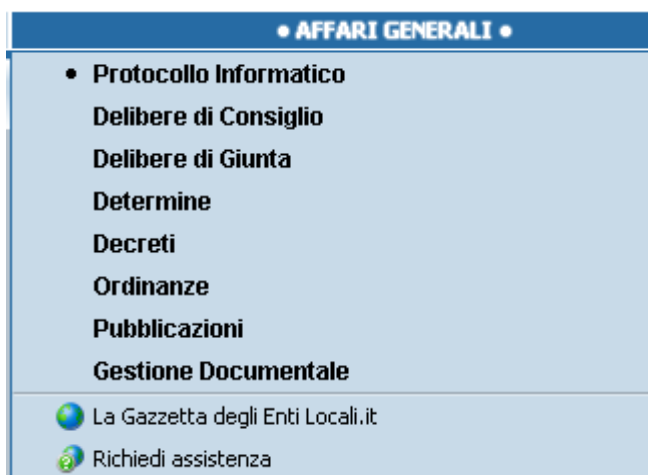 • AFFARI GENERALI •
• Protocollo Informatico
Delibere di Consiglio
Delibere di Giunta
Determine
Decreti
Ordinanze
Pubblicazioni
Gestione Documentale
La Gazzetta degli Enti Locali.it
Richiedi assistenza